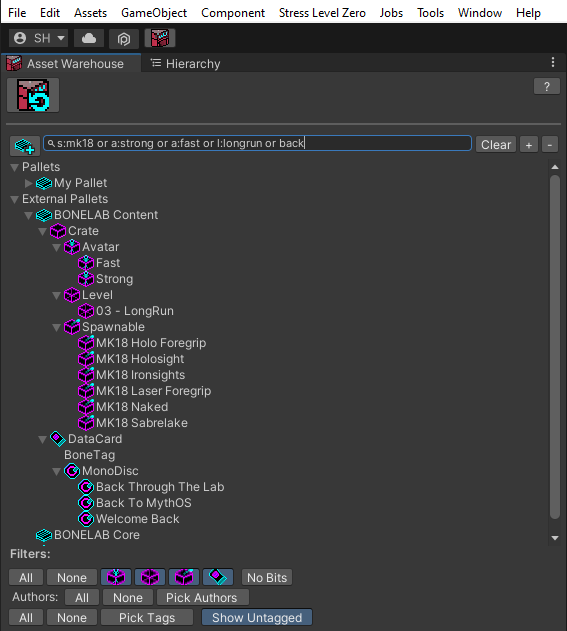 File Edit Assets GameObject Component Stress Level Zero Jobs Tools Window Help
SH
Asset Warehouse Hierarchy
?
s:mk18 or a:strong or a:fast or l:longrun or back Clear + -
Pallets
My Pallet
External Pallets
BONELAB Content
Crate
Avatar
Fast
Strong
Level
03 - LongRun
Spawnable
MK18 Holo Foregrip
MK18 Holosight
MK18 Ironsights
MK18 Laser Foregrip
MK18 Naked
MK18 Sabrelake
DataCard
BoneTag
MonoDisc
Back Through The Lab
Back To MythOS
Welcome Back
BONELAB Core
Filters:
All None No Bits
Authors: All None Pick Authors
All None Pick Tags Show Untagged